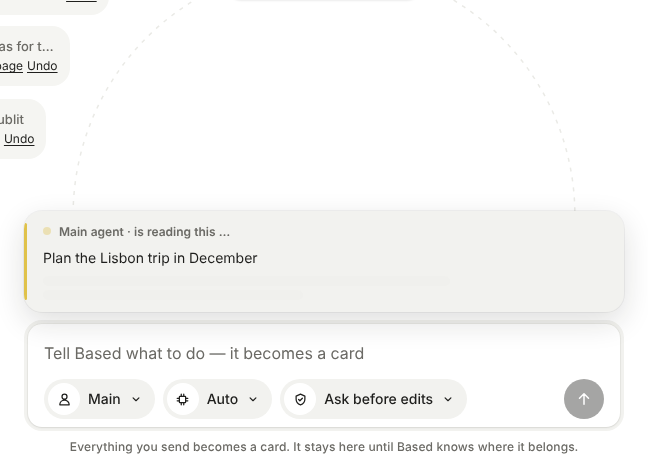 as for t...
page Undo
ublit
Undo
Main agent · is reading this ...
Plan the Lisbon trip in December
Tell Based what to do — it becomes a card
Main Auto Ask before edits
Everything you send becomes a card. It stays here until Based knows where it belongs.